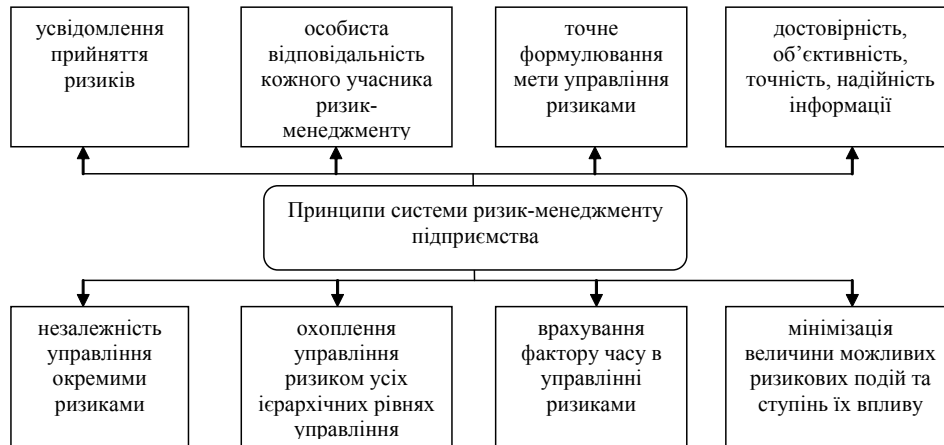 усвідомлення
прийняття
ризиків
особиста
відповідальність
кожного учасника
ризик-
менеджменту
точне
формулювання
мети управління
ризиками
достовірність,
об’єктивність,
точність, надійність
інформації
Принципи системи ризик-менеджменту
підприємства
незалежність
управління
окремими
ризиками
охоплення
управління
ризиком усіх
ієрархічних рівнях
управління
врахування
фактору часу в
управлінні
ризиками
мінімізація
величини можливих
ризикових подій та
ступінь їх впливу